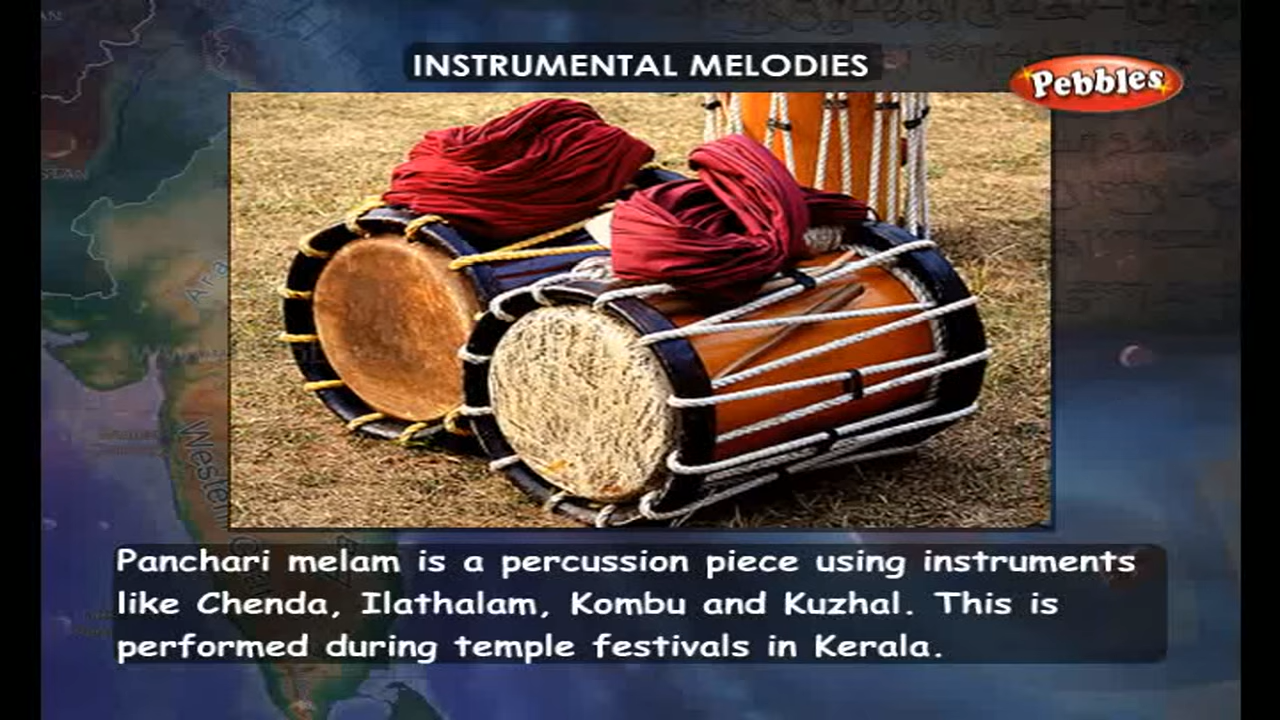 INSTRUMENTAL MELODIES
Pebbles
Panchari melam is a percussion piece using instruments
like Chenda, Ilathalam, Kombu and Kuzhal. This is
performed during temple festivals in Kerala.
Western